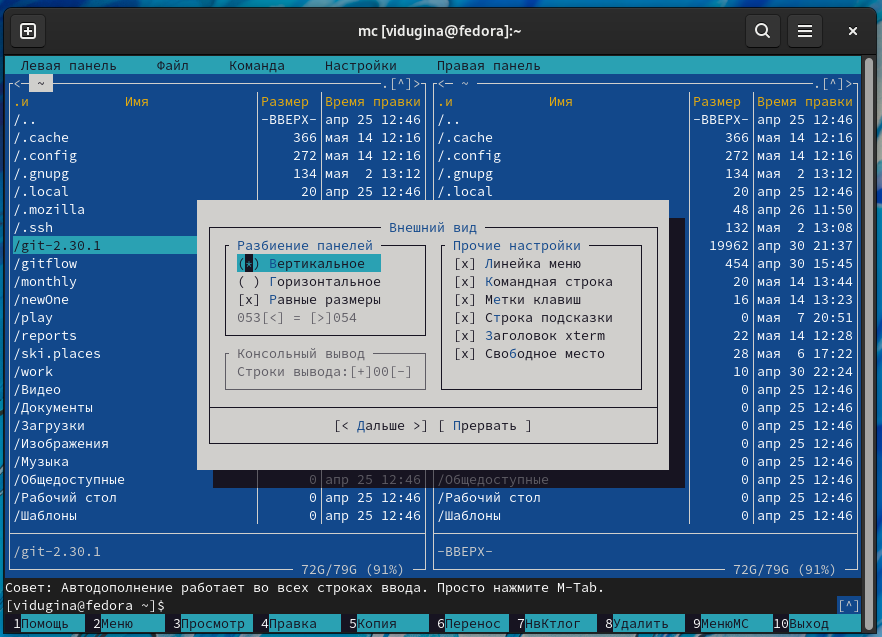 mc [vidugina@fedora]:~
Левая панель Файл Команда Настройки Правая панель
<─ ~ .[^]> <─ ~ .[^]>
.и Имя Размер Время правки .и Имя Размер Время правки
/.. -ВВЕРХ- апр 25 12:46 /.. -ВВЕРХ- апр 25 12:46
/.cache 366 мая 14 12:16 /.cache 366 мая 14 12:16
/.config 272 мая 14 12:16 /.config 272 мая 14 12:16
/.gnupg 134 мая 2 13:12 /.gnupg 134 мая 2 13:12
/.local 20 апр 25 12:46 /.local 20 апр 25 12:46
/.mozilla 48 апр 26 11:50
/.ssh Внешний вид 132 мая 2 13:08
/git-2.30.1 Разбиение панелей Прочие настройки 19962 апр 30 21:37
/gitflow (*) Вертикальное [x] Линейка меню 454 апр 30 15:45
/monthly ( ) Горизонтальное [x] Командная строка 20 мая 14 13:44
/newOne [x] Равные размеры [x] Метки клавиш 16 мая 14 13:23
/play 053[<] = [>]054 [x] Строка подсказки 0 мая 7 20:51
/reports [x] Заголовок xterm 22 мая 14 12:28
/ski.places Консольный вывод [x] Свободное место 28 мая 6 17:22
/work Строки вывода:[+]00[-] 10 апр 30 22:24
/Видео 0 апр 25 12:46
/Документы 0 апр 25 12:46
/Загрузки [< Дальше >] [ Прервать ] 0 апр 25 12:46
/Изображения 0 апр 25 12:46
/Музыка 0 апр 25 12:46
/Общедоступные 0 апр 25 12:46 /Общедоступные 0 апр 25 12:46
/Рабочий стол 0 апр 25 12:46 /Рабочий стол 0 апр 25 12:46
/Шаблоны 0 апр 25 12:46 /Шаблоны 0 апр 25 12:46
/git-2.30.1 -ВВЕРХ-
72G/79G (91%) 72G/79G (91%)
Совет: Автодополнение работает во всех строках ввода. Просто нажмите M-Tab.
[vidugina@fedora ~]$ [^]
1Помощь 2Меню 3Просмотр 4Правка 5Копия 6Перенос 7НвКтлог 8Удалить 9МенюМС 10Выход